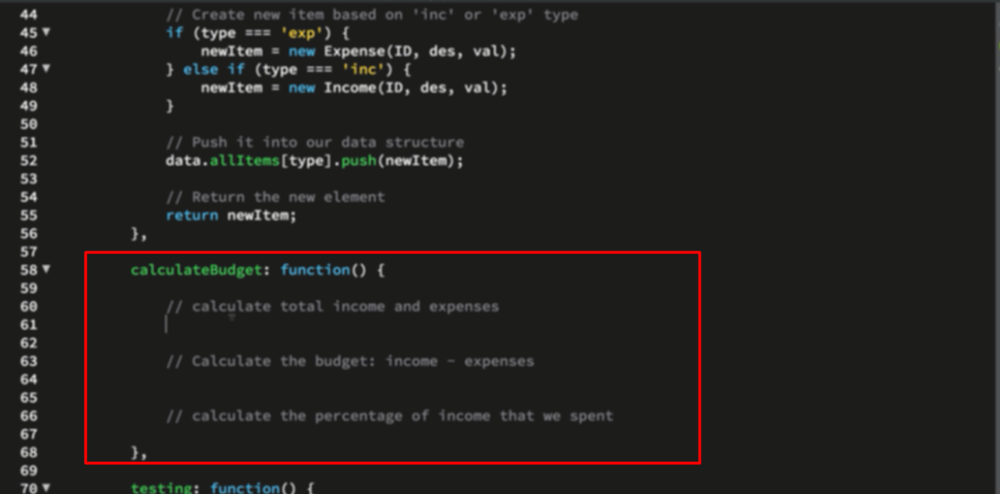 44 // Create new item based on 'inc' or 'exp' type
45 ▼ if (type === 'exp') {
46 newItem = new Expense(ID, des, val);
47 ▼ } else if (type === 'inc') {
48 newItem = new Income(ID, des, val);
49 }
50
51 // Push it into our data structure
52 data.allItems[type].push(newItem);
53
54 // Return the new element
55 return newItem;
56 },
57
58 ▼ calculateBudget: function() {
59
60 // calculate total income and expenses
61
62
63 // Calculate the budget: income - expenses
64
65
66 // calculate the percentage of income that we spent
67
68 },
69
70 ▼ testing: function() {